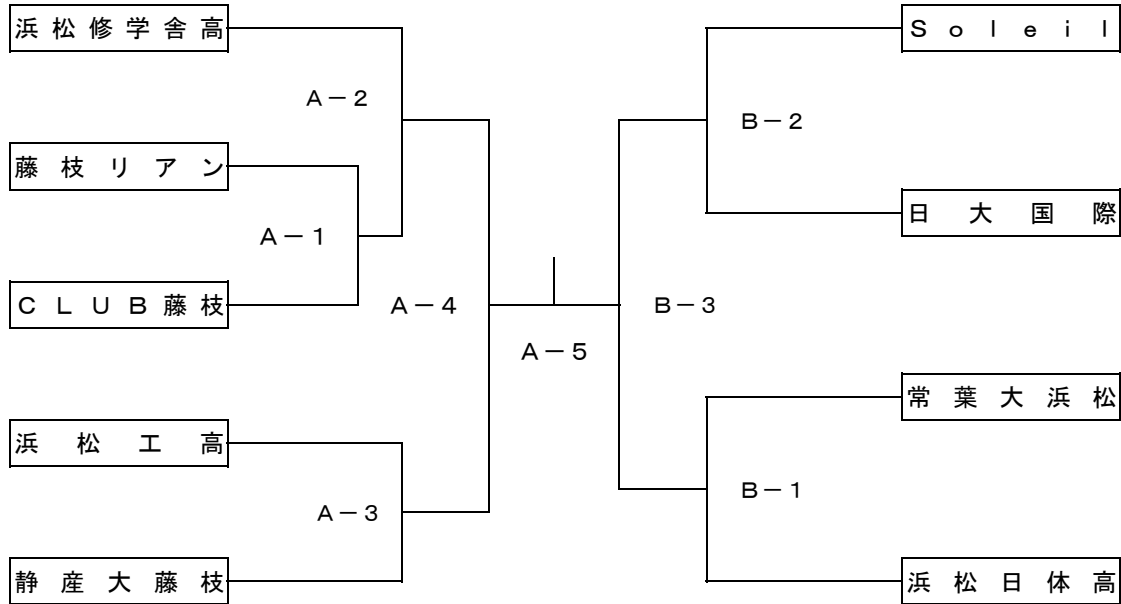 浜松修学舎高
Soleil
A－2
B－2
藤枝リアン
日大国際
A－1
CLUB藤枝
A－4
B－3
A－5
常葉大浜松
浜松工高
B－1
A－3
静産大藤枝
浜松日体高